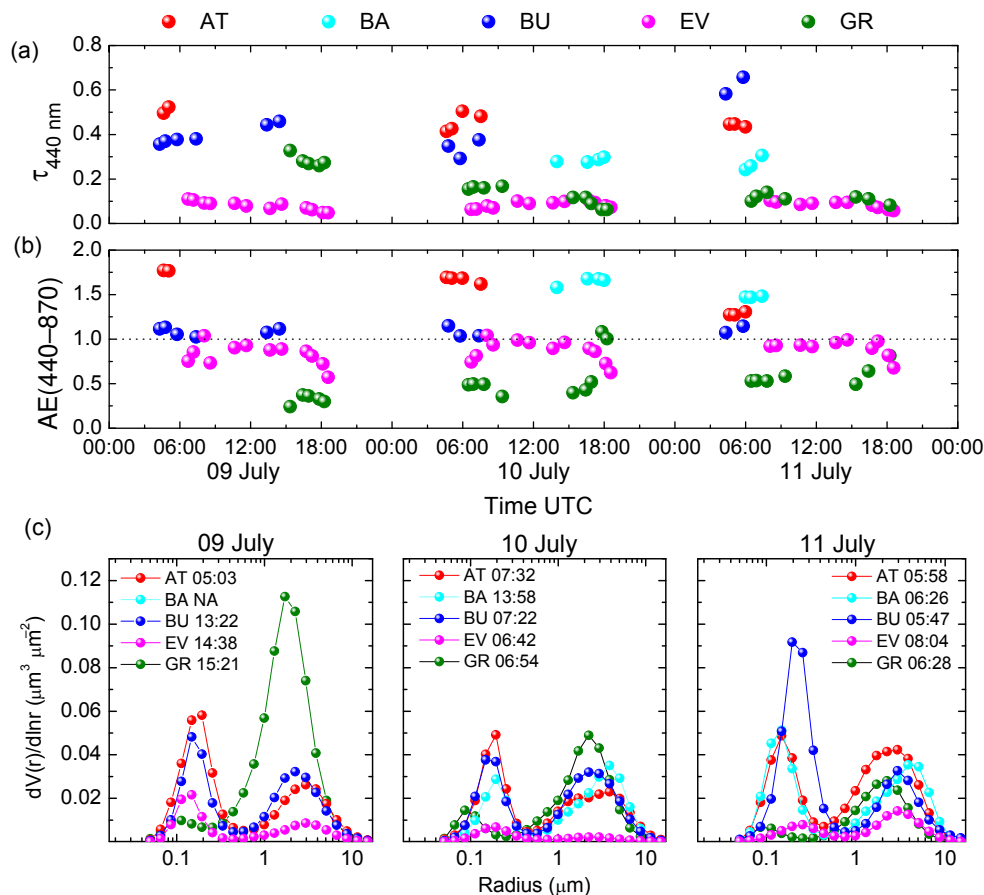 AT BA BU EV GR
(a)
τ440 nm
0.8
0.6
0.4
0.2
0.0
(b)
AE(440–870)
2.0
1.5
1.0
0.5
0.0
00:00 06:00 12:00 18:00 00:00 06:00 12:00 18:00 00:00 06:00 12:00 18:00 00:00
09 July 10 July 11 July
Time UTC
(c)
09 July 10 July 11 July
dV(r)/dlnr (μm³ μm⁻²)
0.12
0.10
0.08
0.06
0.04
0.02
AT 05:03
BA NA
BU 13:22
EV 14:38
GR 15:21
AT 07:32
BA 13:58
BU 07:22
EV 06:42
GR 06:54
AT 05:58
BA 06:26
BU 05:47
EV 08:04
GR 06:28
0.1 1 10 0.1 1 10 0.1 1 10
Radius (μm)